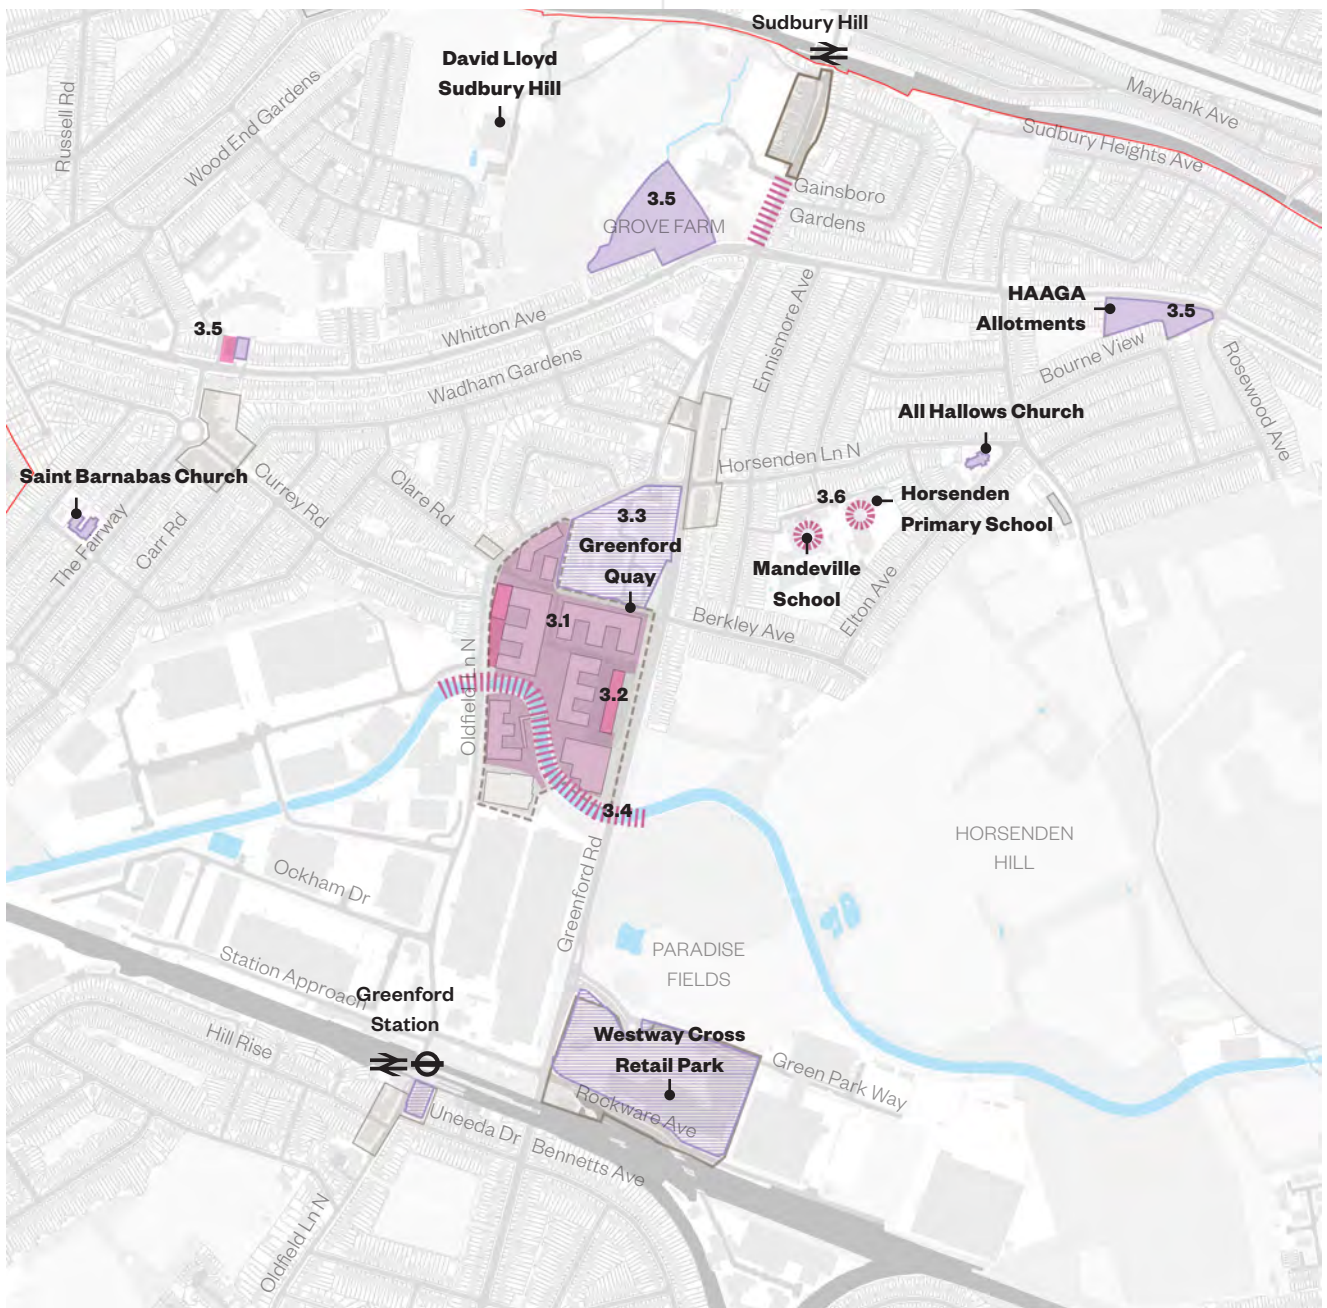 Sudbury Hill
David Lloyd
Sudbury Hill
Maybank Ave
Sudbury Heights Ave
Russell Rd
Wood End Gardens
3.5
GROVE FARM
Gainsboro
Gardens
HAAGA
Allotments
3.5
3.5
Whitton Ave
Wadham Gardens
Ennismore Ave
Bourne View
Rosewood Ave
All Hallows Church
Saint Barnabas Church
Currey Rd
Clare Rd
Horsenden Ln N
3.6
Horsenden
Primary School
The Fairway
Carr Rd
3.3
Greenford
Quay
Mandeville
School
Elton Ave
Berkley Ave
3.1
3.2
Oldfield Ln N
3.4
HORSENDEN
HILL
Ockham Dr
Greenford Rd
PARADISE
FIELDS
Station Approach
Greenford
Station
Hill Rise
Westway Cross
Retail Park
Green Park Way
Rockware Ave
Uneeda Dr
Bennetts Ave
Oldfield Ln N